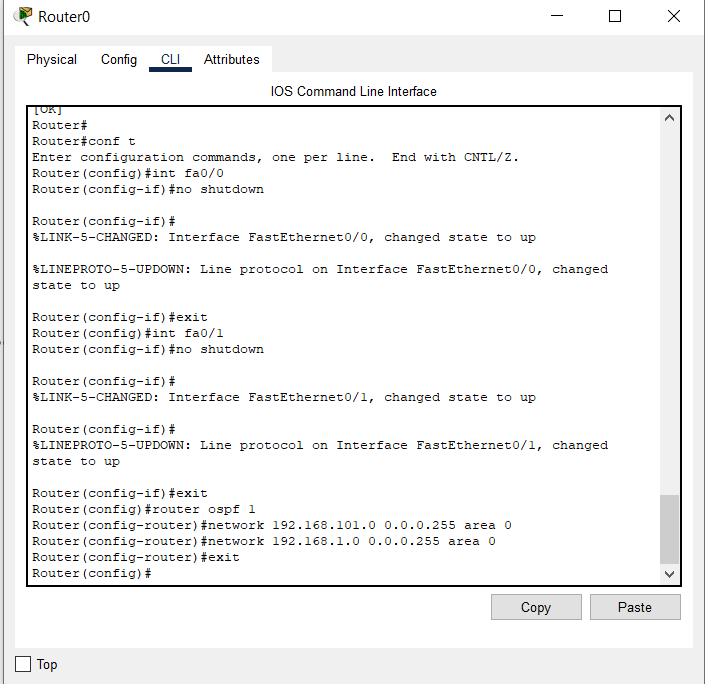 Router0
Physical Config CLI Attributes
IOS Command Line Interface
[OK]
Router#
Router#conf t
Enter configuration commands, one per line.  End with CNTL/Z.
Router(config)#int fa0/0
Router(config-if)#no shutdown
Router(config-if)#
%LINK-5-CHANGED: Interface FastEthernet0/0, changed state to up
%LINEPROTO-5-UPDOWN: Line protocol on Interface FastEthernet0/0, changed
state to up
Router(config-if)#exit
Router(config)#int fa0/1
Router(config-if)#no shutdown
Router(config-if)#
%LINK-5-CHANGED: Interface FastEthernet0/1, changed state to up
Router(config-if)#
%LINEPROTO-5-UPDOWN: Line protocol on Interface FastEthernet0/1, changed
state to up
Router(config-if)#exit
Router(config)#router ospf 1
Router(config-router)#network 192.168.101.0 0.0.0.255 area 0
Router(config-router)#network 192.168.1.0 0.0.0.255 area 0
Router(config-router)#exit
Router(config)#
Copy Paste
Top